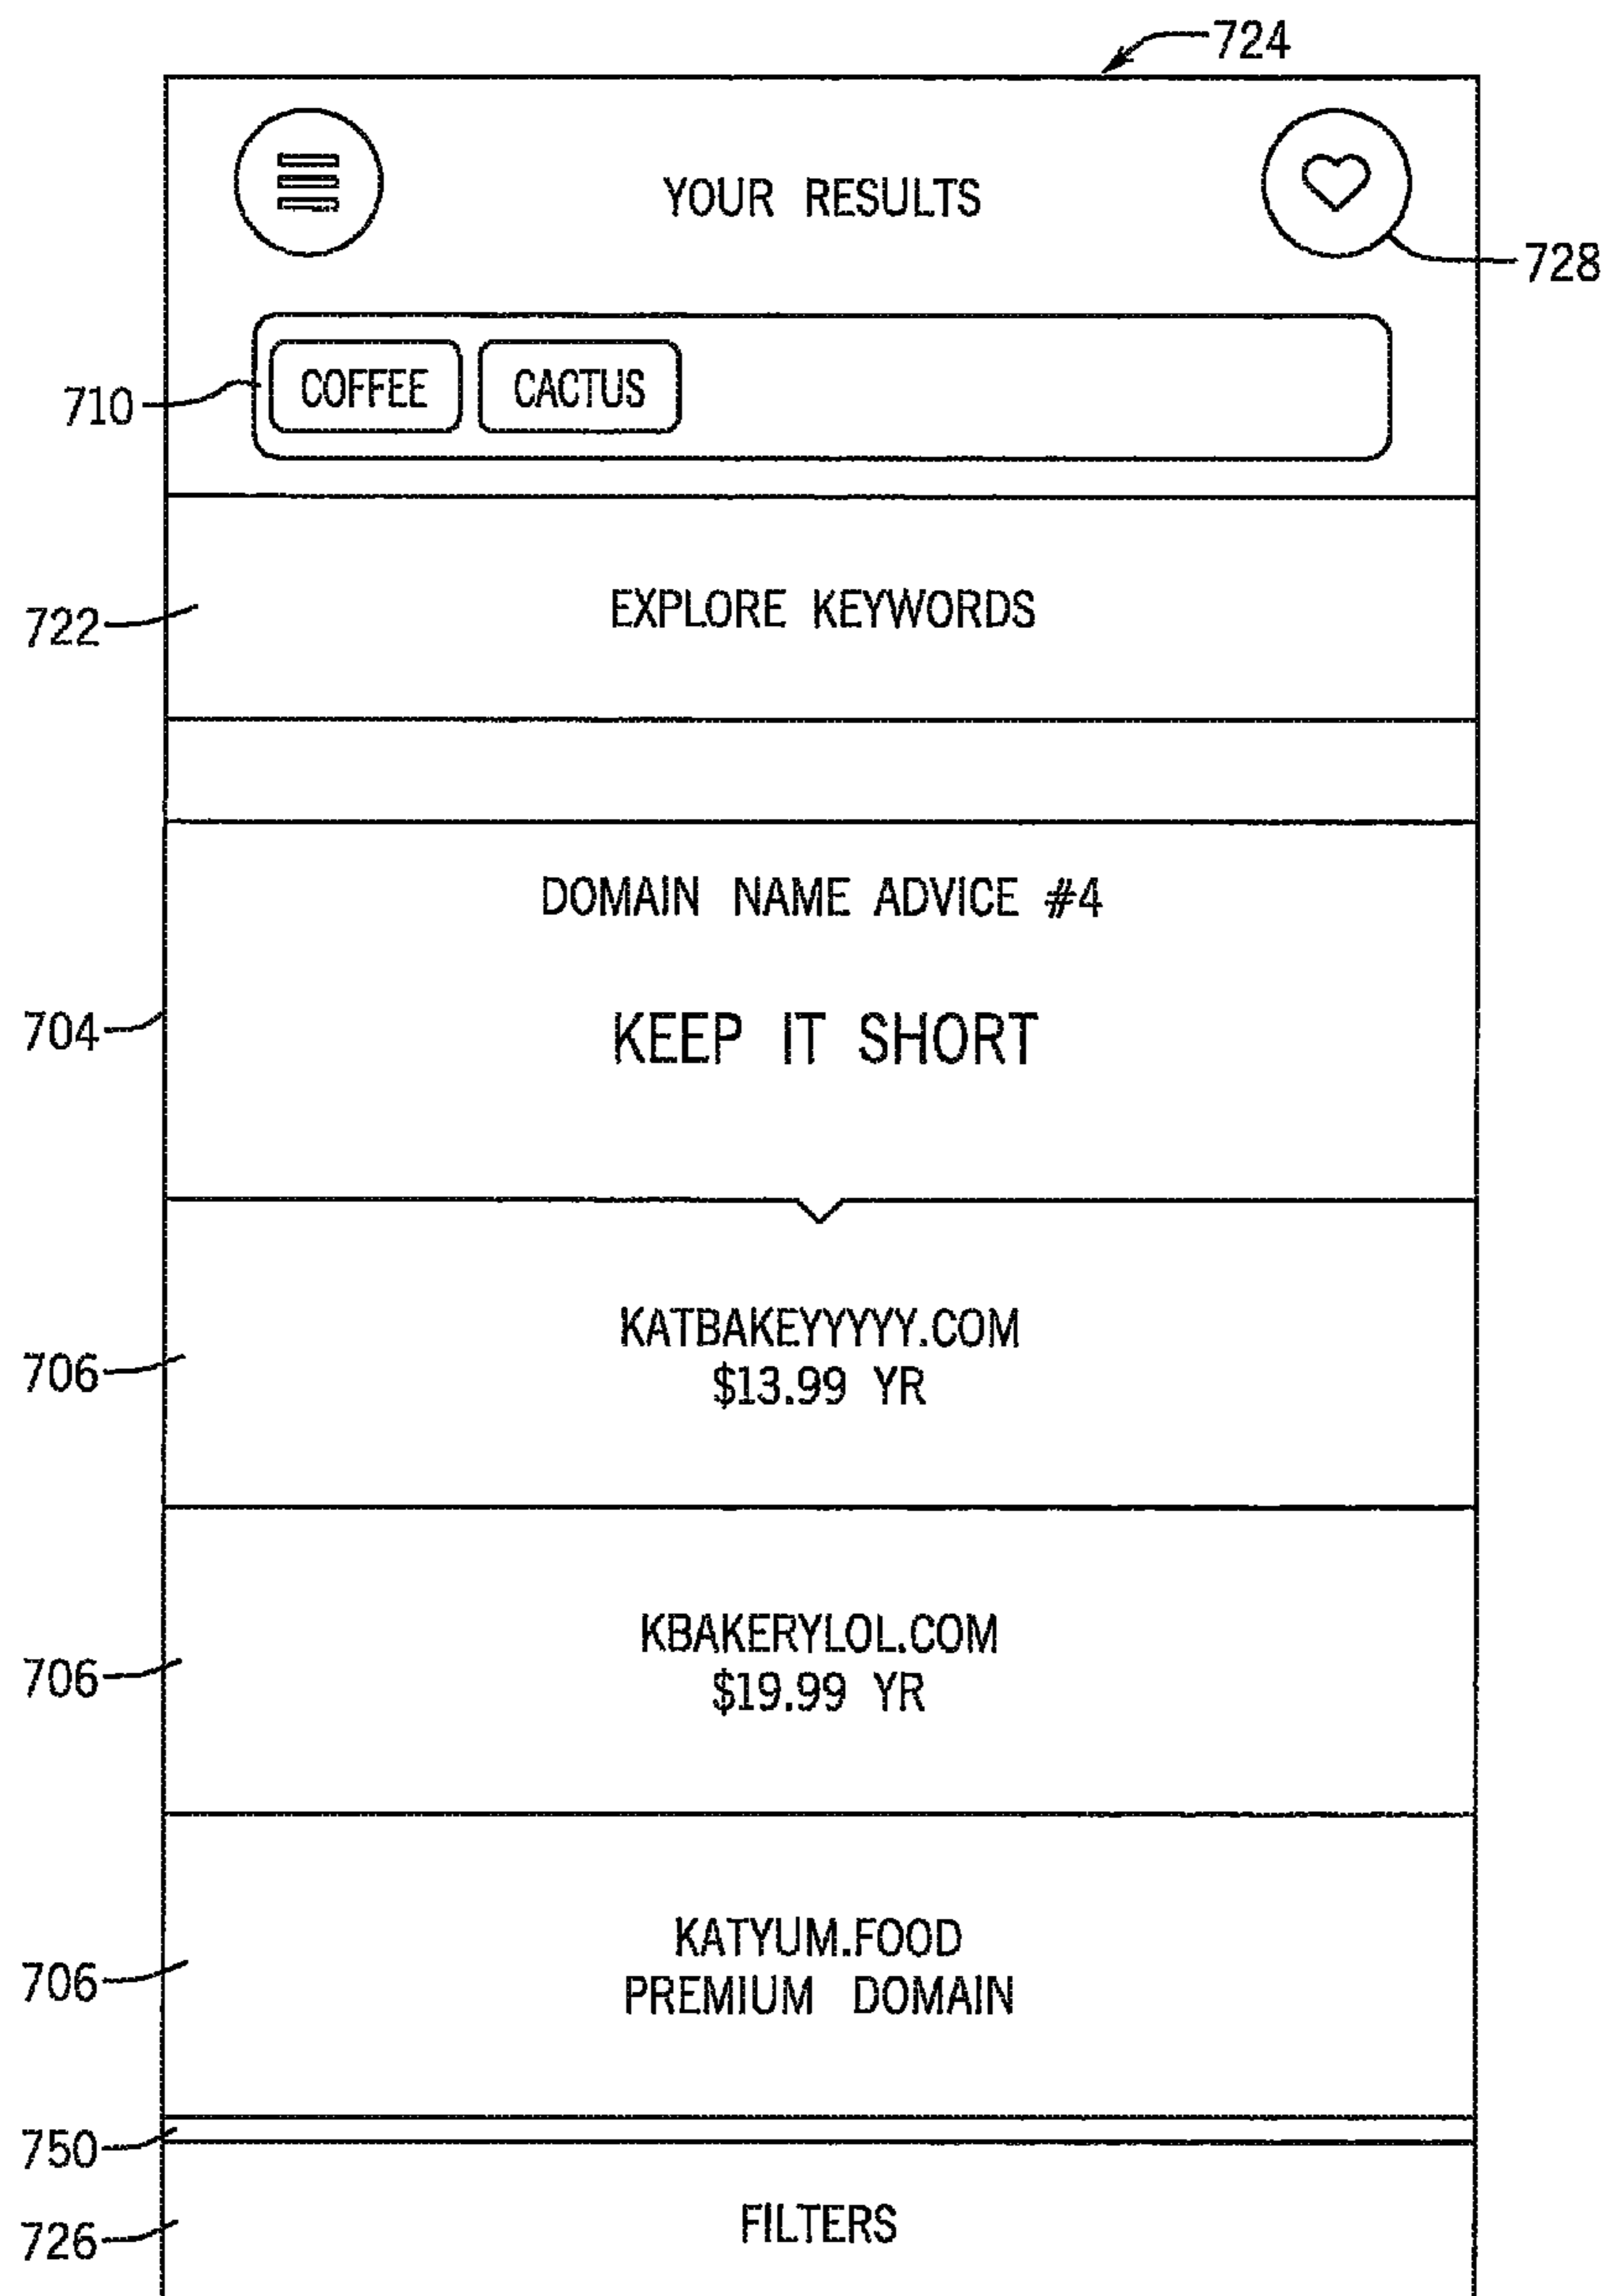 724
YOUR RESULTS
728
710
COFFEE CACTUS
722
EXPLORE KEYWORDS
DOMAIN NAME ADVICE #4
704
KEEP IT SHORT
KATBAKEYYYYY.COM
706
$13.99 YR
KBAKERYLOL.COM
706
$19.99 YR
KATYUM.FOOD
706
PREMIUM DOMAIN
750
726
FILTERS